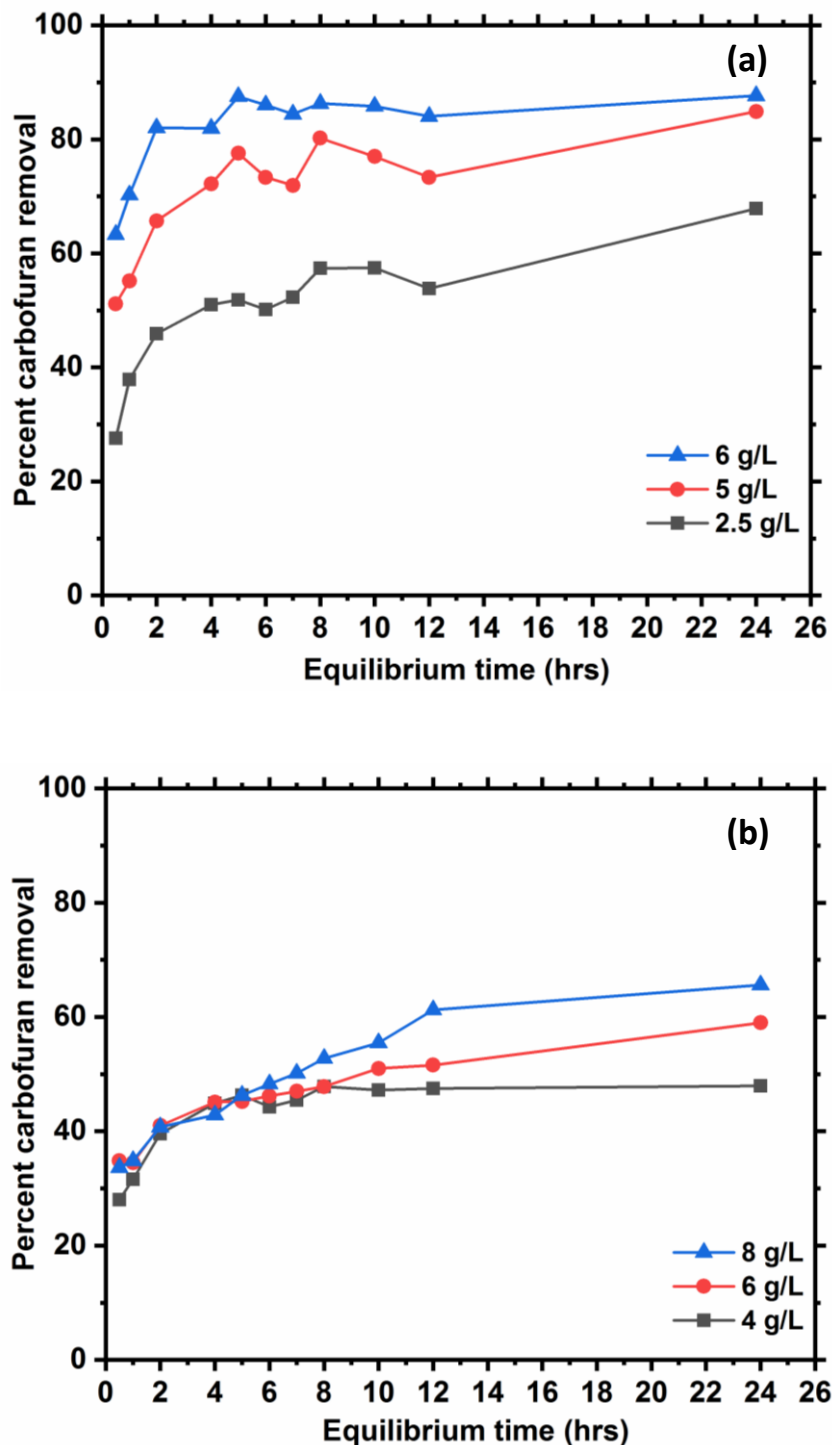 (a)
Percent carbofuran removal
100
80
60
40
20
0
6 g/L
5 g/L
2.5 g/L
0 2 4 6 8 10 12 14 16 18 20 22 24 26
Equilibrium time (hrs)
(b)
Percent carbofuran removal
100
80
60
40
20
0
8 g/L
6 g/L
4 g/L
0 2 4 6 8 10 12 14 16 18 20 22 24 26
Equilibrium time (hrs)